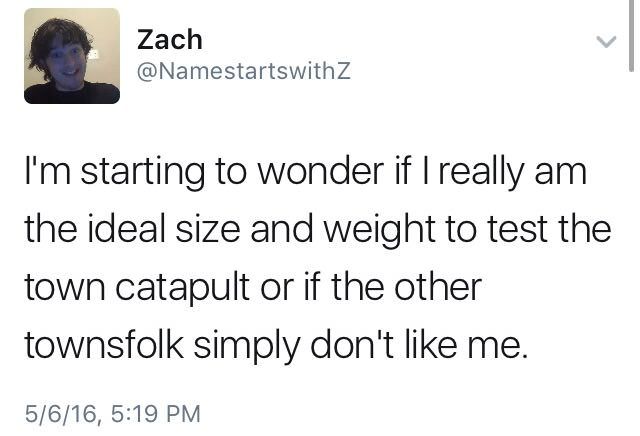 Zach
@NamestartswithZ
I'm starting to wonder if I really am
the ideal size and weight to test the
town catapult or if the other
townsfolk simply don't like me.
5/6/16, 5:19 PM